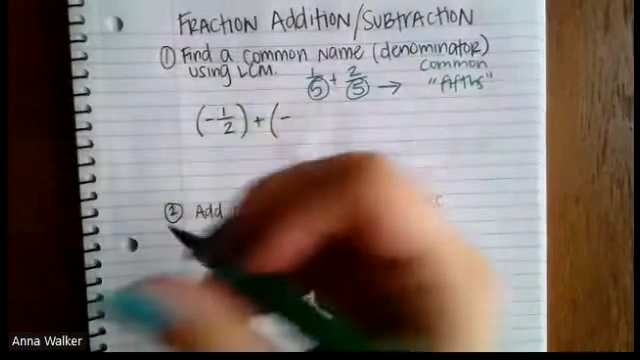 FRACTION ADDITION/SUBTRACTION
① Find a common name (denominator)
using LCM. 1/5 + 2/5 → common "fifths"
(-1/2) + (-
② Add
Anna Walker